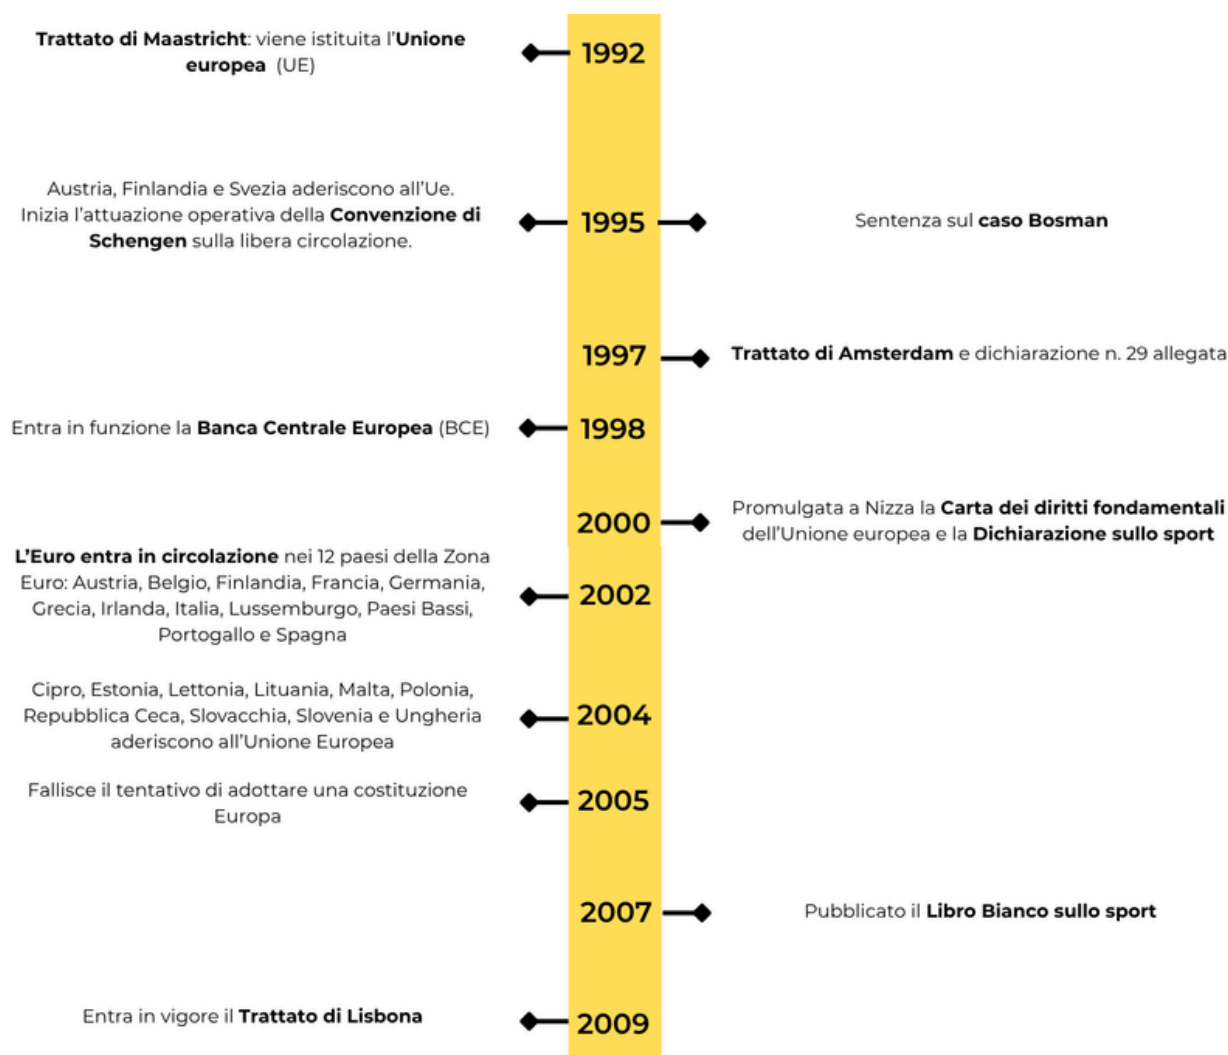 Trattato di Maastricht: viene istituita l'Unione
europea (UE)
1992
Austria, Finlandia e Svezia aderiscono all'Ue.
Inizia l'attuazione operativa della Convenzione di
Schengen sulla libera circolazione.
1995
Sentenza sul caso Bosman
1997
Trattato di Amsterdam e dichiarazione n. 29 allegata
Entra in funzione la Banca Centrale Europea (BCE)
1998
2000
Promulgata a Nizza la Carta dei diritti fondamentali
dell'Unione europea e la Dichiarazione sullo sport
L'Euro entra in circolazione nei 12 paesi della Zona
Euro: Austria, Belgio, Finlandia, Francia, Germania,
Grecia, Irlanda, Italia, Lussemburgo, Paesi Bassi,
Portogallo e Spagna
2002
Cipro, Estonia, Lettonia, Lituania, Malta, Polonia,
Repubblica Ceca, Slovacchia, Slovenia e Ungheria
aderiscono all'Unione Europea
2004
Fallisce il tentativo di adottare una costituzione
Europa
2005
2007
Pubblicato il Libro Bianco sullo sport
Entra in vigore il Trattato di Lisbona
2009